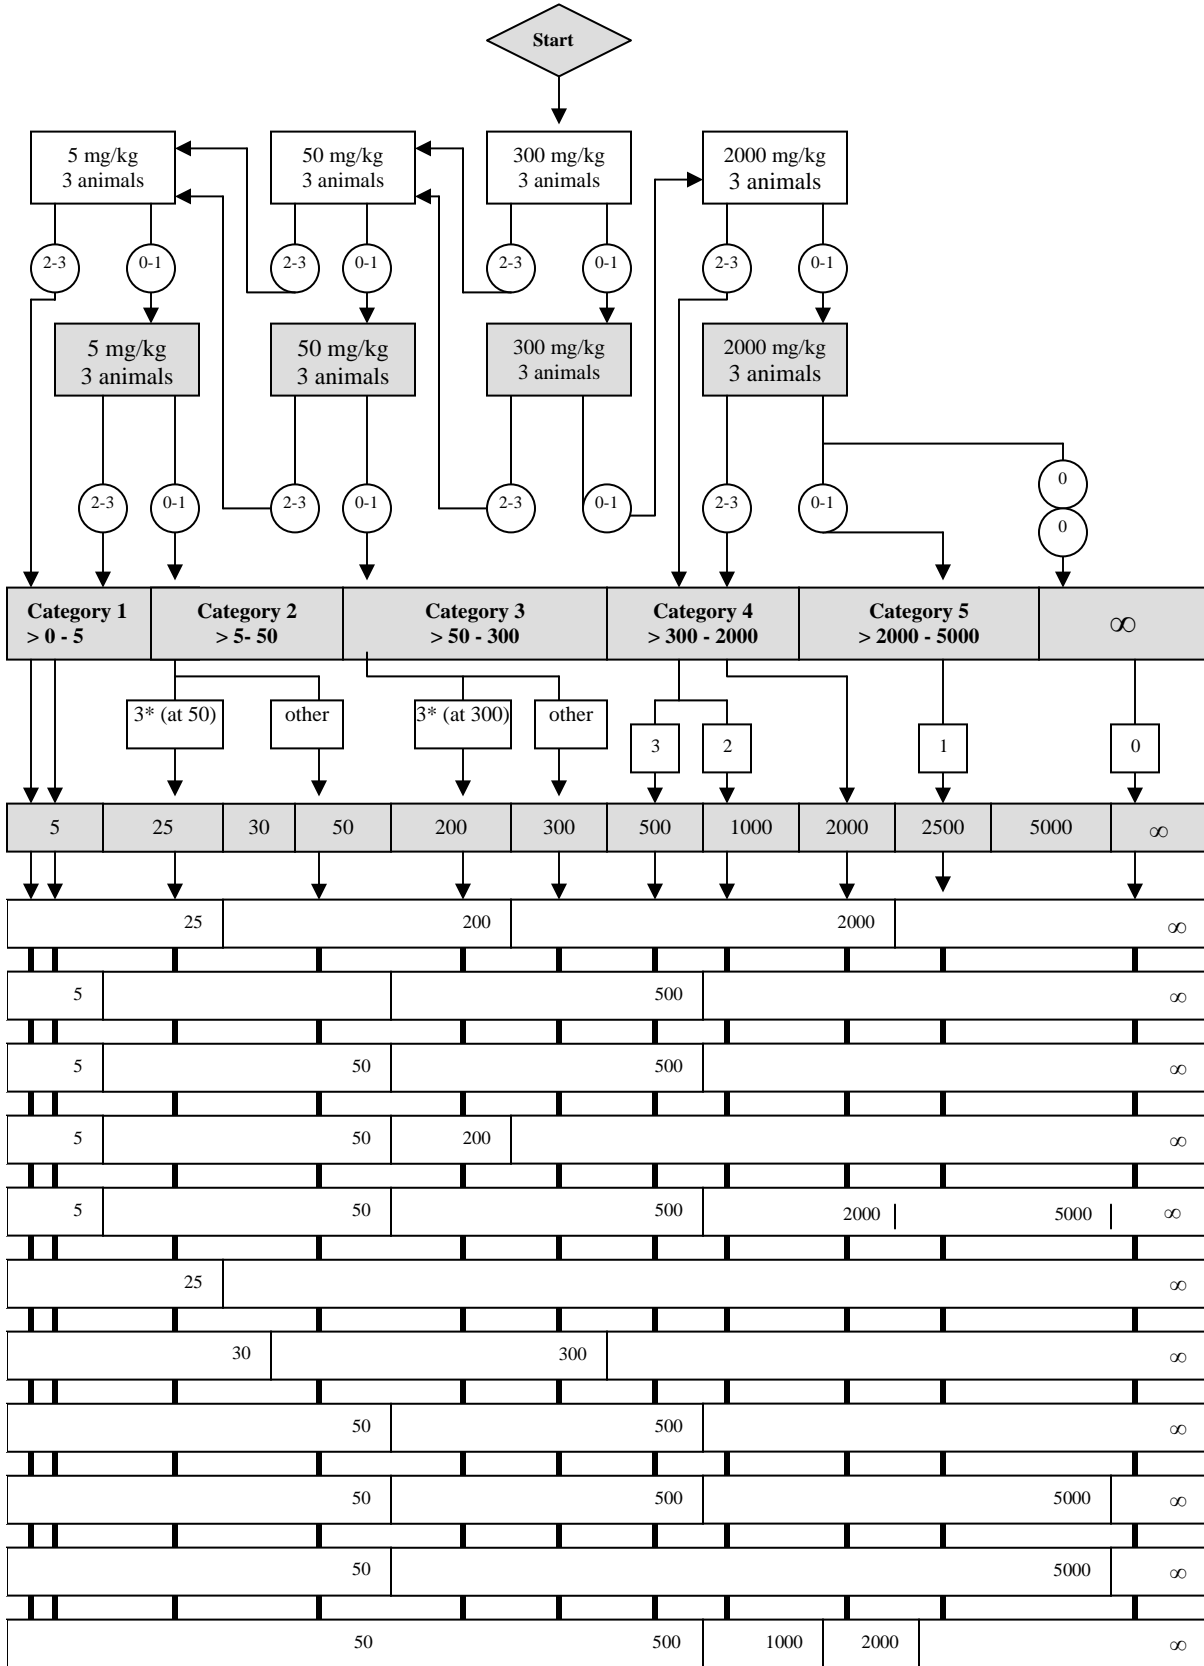 Start
5 mg/kg
3 animals
50 mg/kg
3 animals
300 mg/kg
3 animals
2000 mg/kg
3 animals
2-3
0-1
2-3
0-1
2-3
0-1
2-3
0-1
5 mg/kg
3 animals
50 mg/kg
3 animals
300 mg/kg
3 animals
2000 mg/kg
3 animals
0
2-3
0-1
2-3
0-1
2-3
0-1
2-3
0-1
0
Category 1
> 0 - 5
Category 2
> 5- 50
Category 3
> 50 - 300
Category 4
> 300 - 2000
Category 5
> 2000 - 5000
∞
3* (at 50)
other
3* (at 300)
other
3
2
1
0
5 25 30 50 200 300 500 1000 2000 2500 5000 ∞
25 200 2000 ∞
5 500 ∞
5 50 500 ∞
5 50 200 ∞
5 50 500 2000 5000 ∞
25 ∞
30 300 ∞
50 500 ∞
50 500 5000 ∞
50 5000 ∞
50 500 1000 2000 ∞